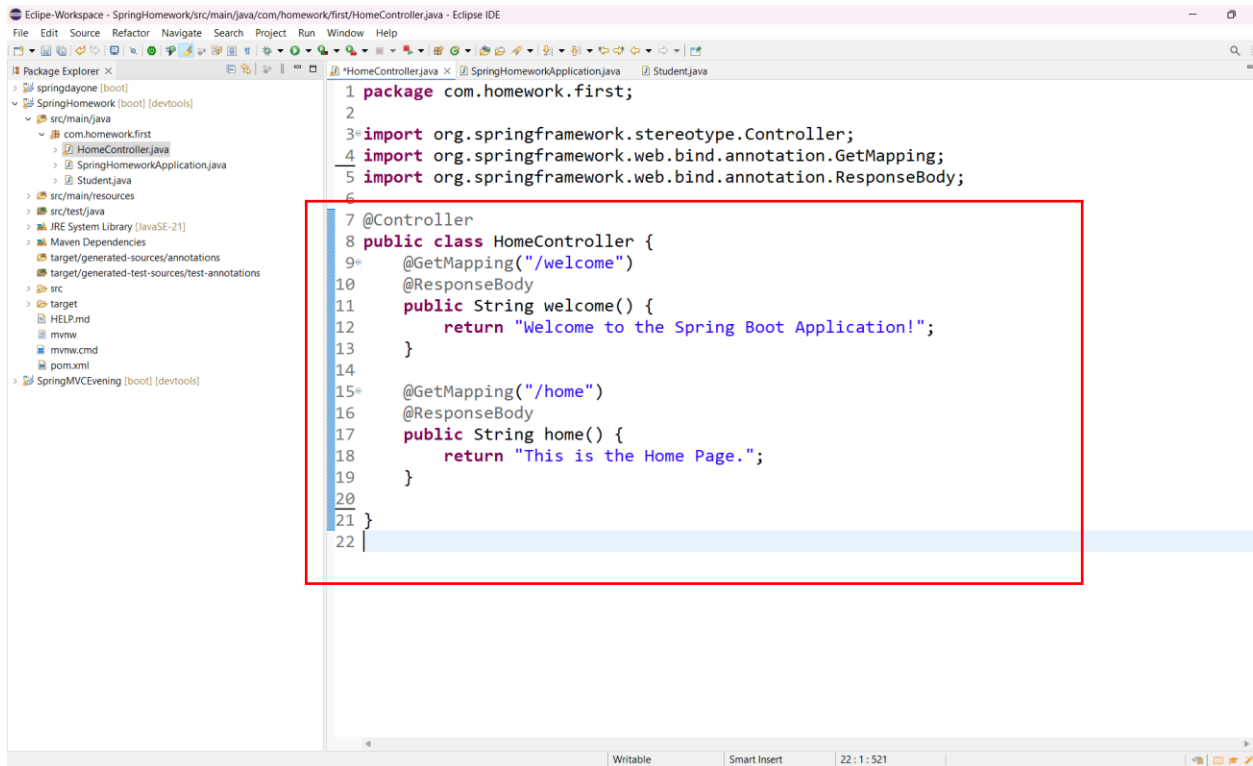 Eclipe-Workspace - SpringHomework/src/main/java/com/homework/first/HomeController.java - Eclipse IDE
File Edit Source Refactor Navigate Search Project Run Window Help
Package Explorer
*HomeController.java SpringHomeworkApplication.java Student.java
springdayone [boot]
SpringHomework [boot] [devtools]
src/main/java
com.homework.first
HomeController.java
SpringHomeworkApplication.java
Student.java
src/main/resources
src/test/java
JRE System Library [JavaSE-21]
Maven Dependencies
target/generated-sources/annotations
target/generated-test-sources/test-annotations
src
target
HELP.md
mvnw
mvnw.cmd
pom.xml
SpringMVCEvening [boot] [devtools]
1 package com.homework.first;
2
3 import org.springframework.stereotype.Controller;
4 import org.springframework.web.bind.annotation.GetMapping;
5 import org.springframework.web.bind.annotation.ResponseBody;
6
7 @Controller
8 public class HomeController {
9 @GetMapping("/welcome")
10 @ResponseBody
11 public String welcome() {
12 return "Welcome to the Spring Boot Application!";
13 }
14
15 @GetMapping("/home")
16 @ResponseBody
17 public String home() {
18 return "This is the Home Page.";
19 }
20
21 }
22
Writable Smart Insert 22 : 1 : 521